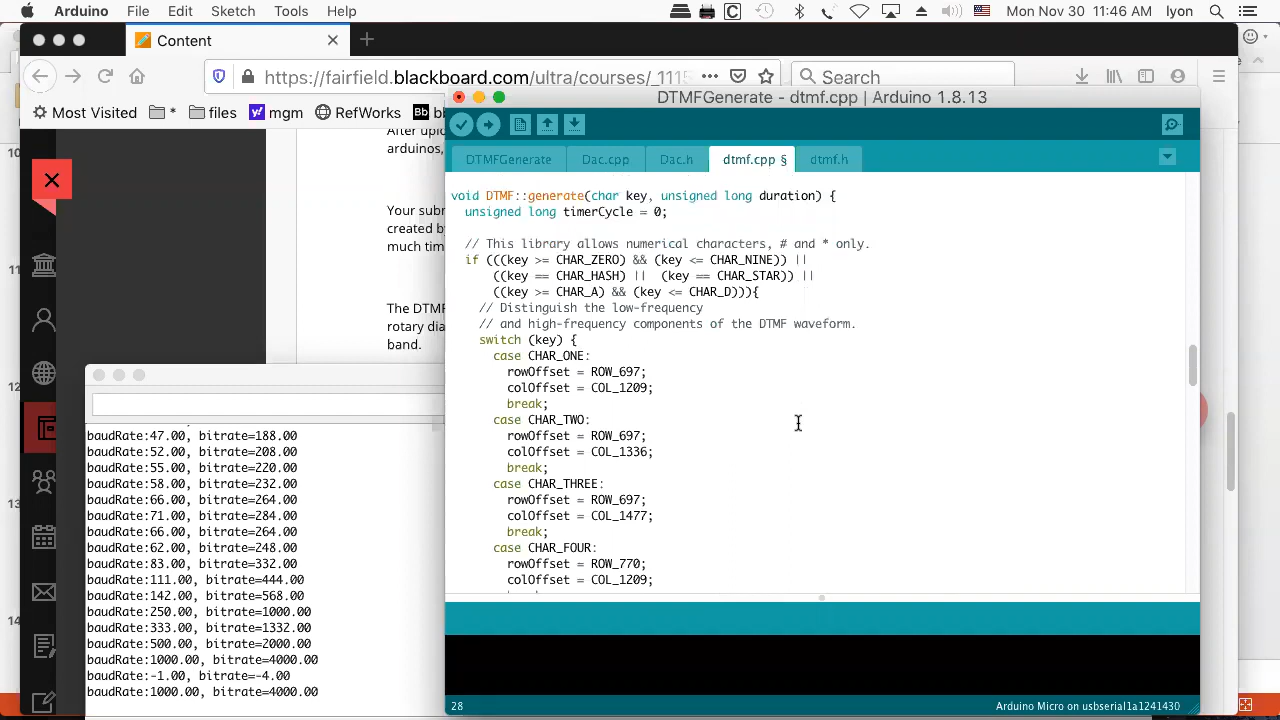 Arduino File Edit Sketch Tools Help Mon Nov 30 11:46 AM lyon
Content
https://fairfield.blackboard.com/ultra/courses/_1115
Search
Most Visited * files mgm RefWorks Bb bb
DTMFGenerate - dtmf.cpp | Arduino 1.8.13
After uplo
arduinos,
Your subr
created by
much tim
The DTMF
rotary dia
band.
10
11
12
13
14
DTMFGenerate Dac.cpp Dac.h dtmf.cpp § dtmf.h
void DTMF::generate(char key, unsigned long duration) {
unsigned long timerCycle = 0;
// This library allows numerical characters, # and * only.
if (((key >= CHAR_ZERO) && (key <= CHAR_NINE)) ||
((key == CHAR_HASH) || (key == CHAR_STAR)) ||
((key >= CHAR_A) && (key <= CHAR_D))){
// Distinguish the low-frequency
// and high-frequency components of the DTMF waveform.
switch (key) {
case CHAR_ONE:
rowOffset = ROW_697;
colOffset = COL_1209;
break;
case CHAR_TWO:
rowOffset = ROW_697;
colOffset = COL_1336;
break;
case CHAR_THREE:
rowOffset = ROW_697;
colOffset = COL_1477;
break;
case CHAR_FOUR:
rowOffset = ROW_770;
colOffset = COL_1209;
baudRate:47.00, bitrate=188.00
baudRate:52.00, bitrate=208.00
baudRate:55.00, bitrate=220.00
baudRate:58.00, bitrate=232.00
baudRate:66.00, bitrate=264.00
baudRate:71.00, bitrate=284.00
baudRate:66.00, bitrate=264.00
baudRate:62.00, bitrate=248.00
baudRate:83.00, bitrate=332.00
baudRate:111.00, bitrate=444.00
baudRate:142.00, bitrate=568.00
baudRate:250.00, bitrate=1000.00
baudRate:333.00, bitrate=1332.00
baudRate:500.00, bitrate=2000.00
baudRate:1000.00, bitrate=4000.00
baudRate:-1.00, bitrate=-4.00
baudRate:1000.00, bitrate=4000.00
28
Arduino Micro on usbserial1a1241430